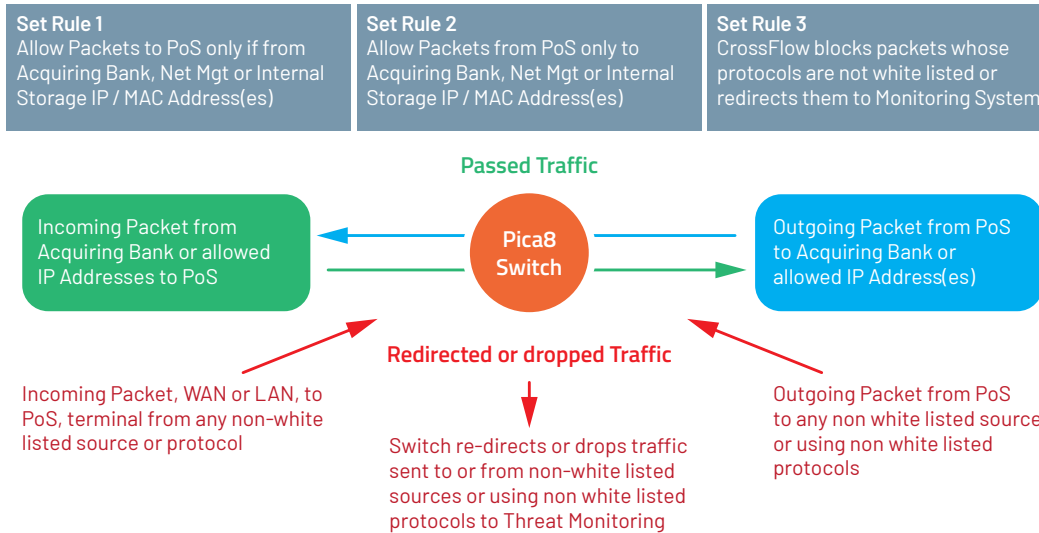 Set Rule 1
Allow Packets to PoS only if from
Acquiring Bank, Net Mgt or Internal
Storage IP / MAC Address(es)
Set Rule 2
Allow Packets from PoS only to
Acquiring Bank, Net Mgt or Internal
Storage IP / MAC Address(es)
Set Rule 3
CrossFlow blocks packets whose
protocols are not white listed or
redirects them to Monitoring System
Passed Traffic
Incoming Packet from
Acquiring Bank or allowed
IP Addresses to PoS
Pica8
Switch
Outgoing Packet from PoS
to Acquiring Bank or
allowed IP Address(es)
Redirected or dropped Traffic
Incoming Packet, WAN or LAN, to
PoS, terminal from any non-white
listed source or protocol
Switch re-directs or drops traffic
sent to or from non-white listed
sources or using non white listed
protocols to Threat Monitoring
Outgoing Packet from PoS
to any non white listed source
or using non white listed
protocols